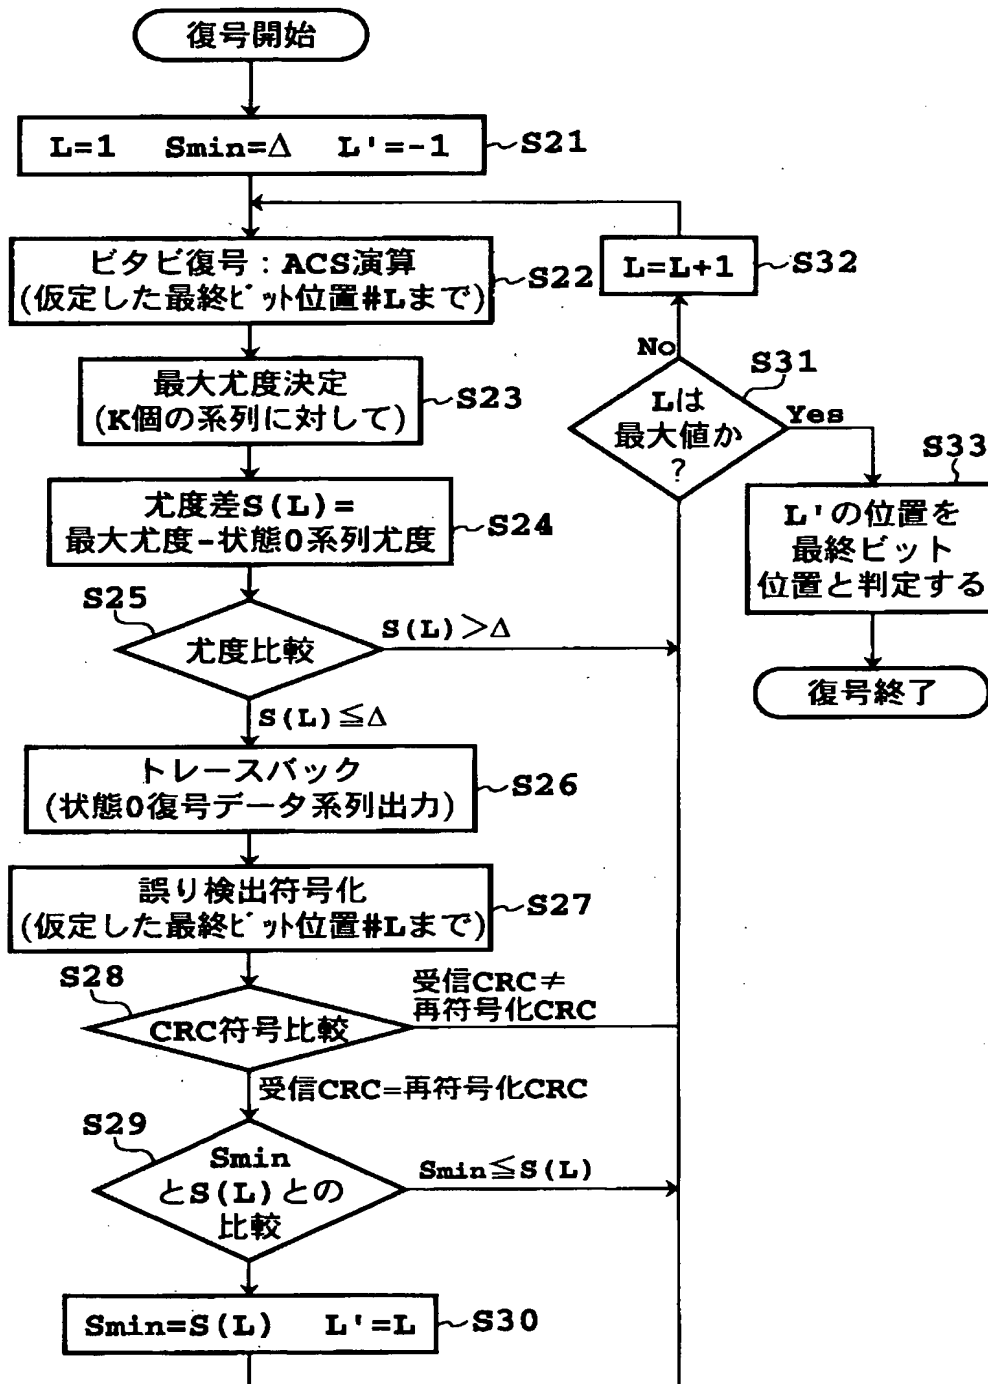 復号開始
L=1 Smin=Δ L'=-1
S21
ビタビ復号:ACS演算
(仮定した最終ビット位置#Lまで)
S22
最大尤度決定
(K個の系列に対して)
S23
尤度差S(L)=
最大尤度-状態0系列尤度
S24
S25
尤度比較
S(L)>Δ
S(L)≦Δ
トレースバック
(状態0復号データ系列出力)
S26
誤り検出符号化
(仮定した最終ビット位置#Lまで)
S27
S28
CRC符号比較
受信CRC≠
再符号化CRC
受信CRC=再符号化CRC
S29
Smin
とS(L)との
比較
Smin≦S(L)
Smin=S(L) L'=L
S30
L=L+1
S32
No
S31
Lは
最大値か
?
Yes
S33
L'の位置を
最終ビット
位置と判定する
復号終了